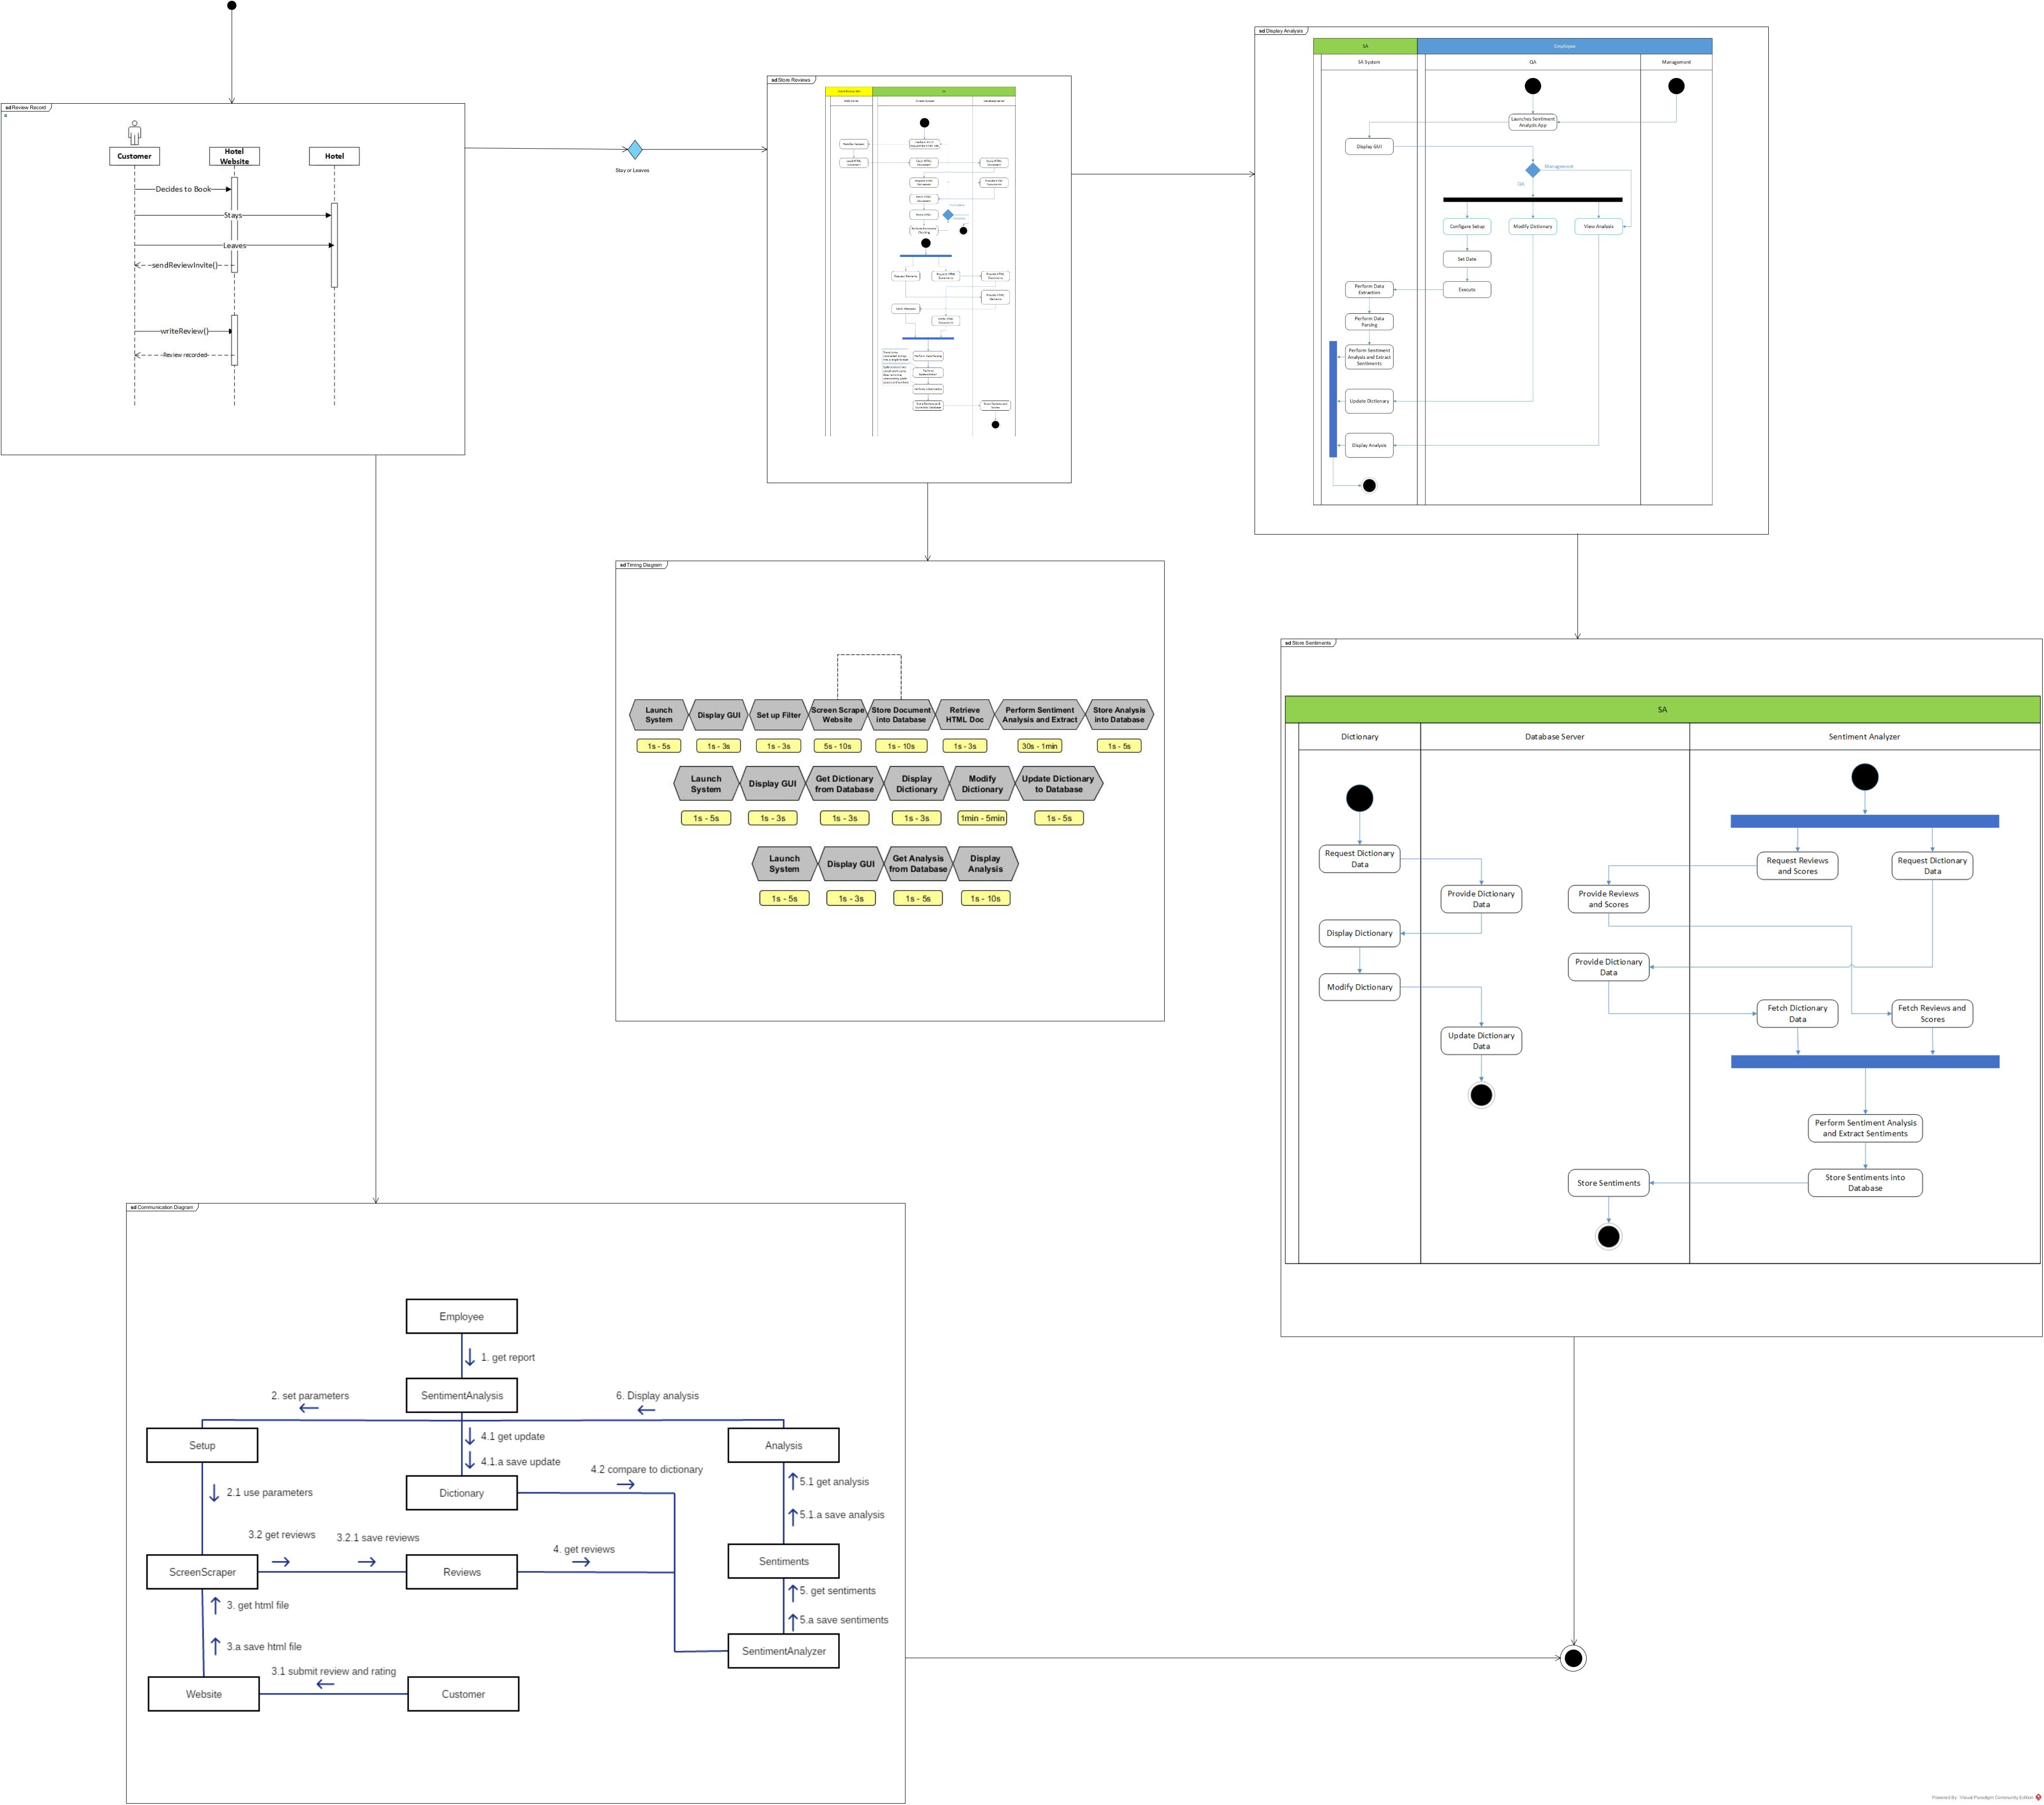 sd Review Record
a
Customer
Hotel
Website
Hotel
Decides to Book
Stays
Leaves
sendReviewInvite()
writeReview()
Review recorded
Stay or Leaves
sd Store Reviews
SA
Database Server
Perform Data Parsing
sd Display Analysis
SA
Employee
SA System
QA
Management
Launches Sentiment
Analysis App
Display GUI
Management
QA
Configure Setup
Modify Dictionary
View Analysis
Set Date
Perform Data
Extraction
Execute
Perform Data
Parsing
Perform Sentiment
Analysis and Extract
Sentiments
Update Dictionary
Display Analysis
sd Timing Diagram
Launch
System
Display GUI
Set up Filter
Screen Scrape
Website
Store Document
into Database
Retrieve
HTML Doc
Perform Sentiment
Analysis and Extract
Store Analysis
into Database
1s - 5s
1s - 3s
1s - 3s
5s - 10s
1s - 10s
1s - 3s
30s - 1min
1s - 5s
Launch
System
Display GUI
Get Dictionary
from Database
Display
Dictionary
Modify
Dictionary
Update Dictionary
to Database
1s - 5s
1s - 3s
1s - 3s
1s - 3s
1min - 5min
1s - 5s
Launch
System
Display GUI
Get Analysis
from Database
Display
Analysis
1s - 5s
1s - 3s
1s - 5s
1s - 10s
sd Store Sentiments
SA
Dictionary
Database Server
Sentiment Analyzer
Request Dictionary
Data
Request Reviews
and Scores
Request Dictionary
Data
Provide Dictionary
Data
Provide Reviews
and Scores
Display Dictionary
Provide Dictionary
Data
Modify Dictionary
Fetch Dictionary
Data
Fetch Reviews and
Scores
Update Dictionary
Data
Perform Sentiment Analysis
and Extract Sentiments
Store Sentiments
Store Sentiments into
Database
sd Communication Diagram
Employee
1. get report
SentimentAnalysis
2. set parameters
6. Display analysis
Setup
4.1 get update
4.1.a save update
Analysis
2.1 use parameters
Dictionary
4.2 compare to dictionary
5.1 get analysis
5.1.a save analysis
3.2 get reviews
3.2.1 save reviews
4. get reviews
ScreenScraper
Reviews
Sentiments
3. get html file
5. get sentiments
5.a save sentiments
3.a save html file
SentimentAnalyzer
3.1 submit review and rating
Website
Customer
Powered By Visual Paradigm Community Edition